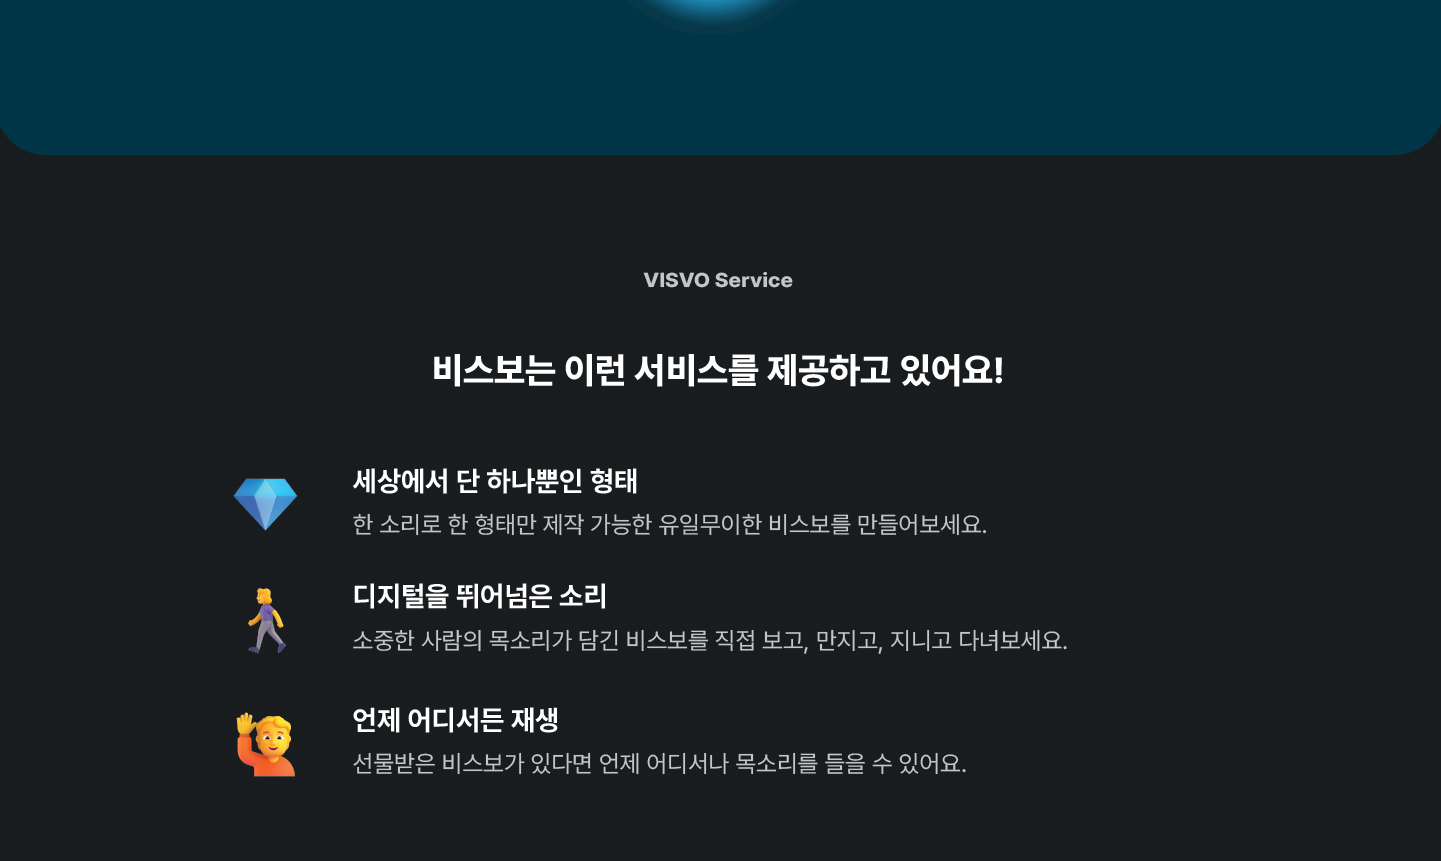 VISVO Service
비스보는 이런 서비스를 제공하고 있어요!
세상에서 단 하나뿐인 형태
한 소리로 한 형태만 제작 가능한 유일무이한 비스보를 만들어보세요.
디지털을 뛰어넘은 소리
소중한 사람의 목소리가 담긴 비스보를 직접 보고, 만지고, 지니고 다녀보세요.
언제 어디서든 재생
선물받은 비스보가 있다면 언제 어디서나 목소리를 들을 수 있어요.